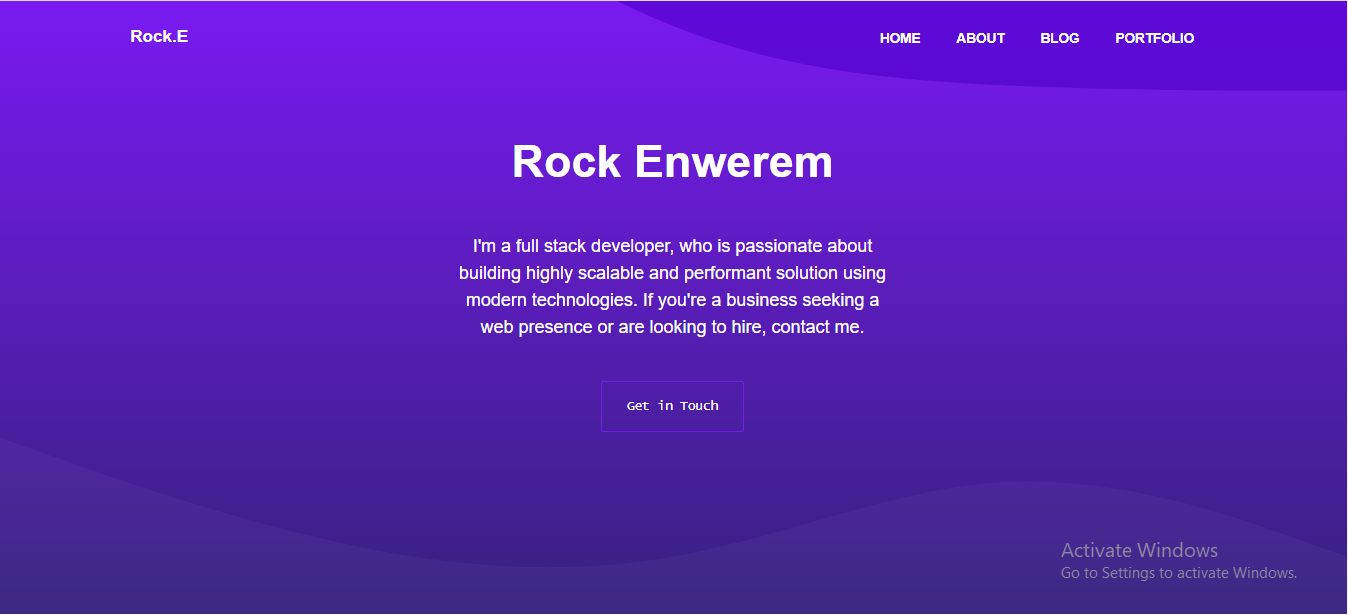 Rock.E
HOME ABOUT BLOG PORTFOLIO
Rock Enwerem
I'm a full stack developer, who is passionate about
building highly scalable and performant solution using
modern technologies. If you're a business seeking a
web presence or are looking to hire, contact me.
Get in Touch
Activate Windows
Go to Settings to activate Windows.